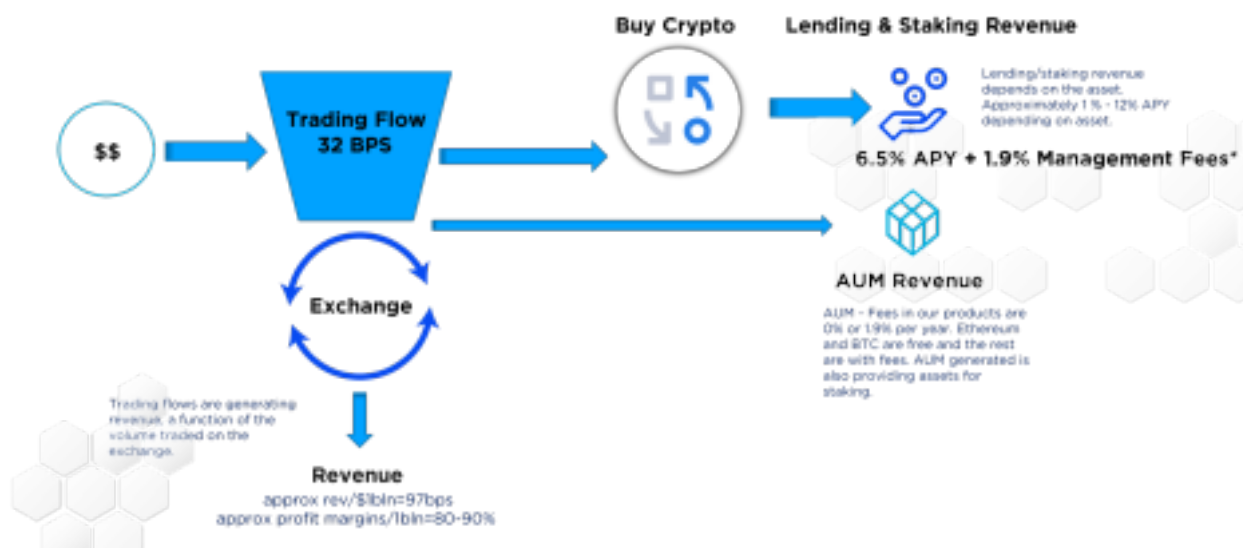 Buy Crypto
Lending & Staking Revenue
$$
Trading Flow
32 BPS
Lending/staking revenue
depends on the asset.
Approximately 1 % - 12% APY
depending on asset.
6.5% APY + 1.9% Management Fees*
Exchange
AUM Revenue
AUM - Fees in our products are
0% or 1.9% per year. Ethereum
and BTC are free and the rest
are with fees. AUM generated is
also providing assets for
staking.
Trading flows are generating
revenue, a function of the
volume traded on the
exchange.
Revenue
approx rev/$1bln=97bps
approx profit margins/1bln=80-90%